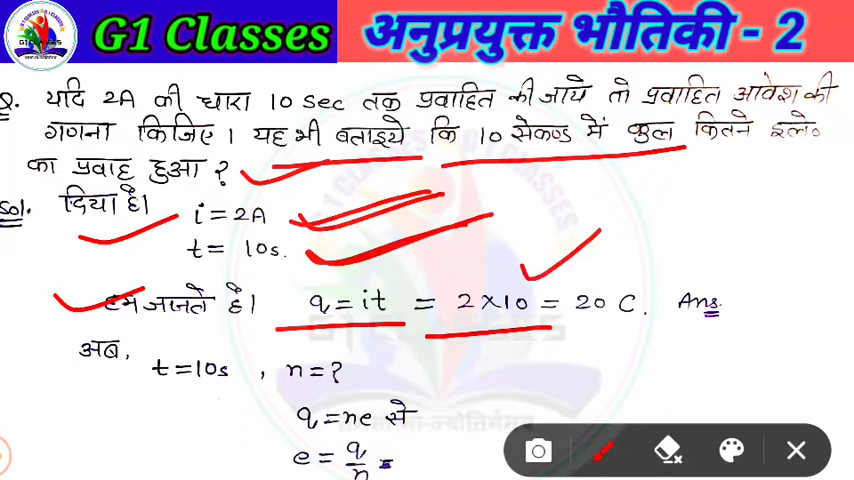 G1 Classes
अनुप्रयुक्त भौतिकी - 2
Q. यदि 2A की धारा 10 Sec तक प्रवाहित की जाये तो प्रवाहित आवेश की
गणना किजिए। यह भी बताइये कि 10 सेकण्ड में कुल कितने इले०
का प्रवाह हुआ ?
Sol. दिया है।
i = 2A
t = 10s.
हम जानते है। q = it = 2×10 = 20 C. Ans.
अब,
t=10s , n=?
q=ne से
e = q/n =